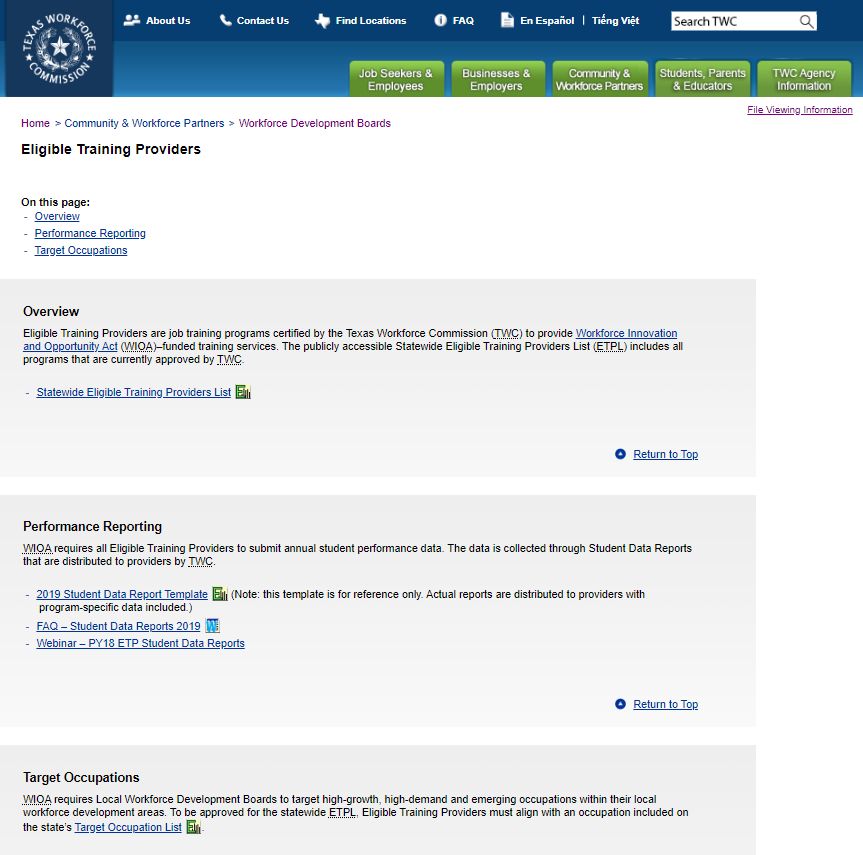 TEXAS WORKFORCE COMMISSION
About Us
Contact Us
Find Locations
FAQ
En Español | Tiếng Việt
Search TWC
Job Seekers &
Employees
Businesses &
Employers
Community &
Workforce Partners
Students, Parents
& Educators
TWC Agency
Information
File Viewing Information
Home > Community & Workforce Partners > Workforce Development Boards
Eligible Training Providers
On this page:
- Overview
- Performance Reporting
- Target Occupations
Overview
Eligible Training Providers are job training programs certified by the Texas Workforce Commission (TWC) to provide Workforce Innovation
and Opportunity Act (WIOA)–funded training services. The publicly accessible Statewide Eligible Training Providers List (ETPL) includes all
programs that are currently approved by TWC.
- Statewide Eligible Training Providers List
Return to Top
Performance Reporting
WIOA requires all Eligible Training Providers to submit annual student performance data. The data is collected through Student Data Reports
that are distributed to providers by TWC.
- 2019 Student Data Report Template (Note: this template is for reference only. Actual reports are distributed to providers with
program-specific data included.)
- FAQ – Student Data Reports 2019
- Webinar – PY18 ETP Student Data Reports
Return to Top
Target Occupations
WIOA requires Local Workforce Development Boards to target high-growth, high-demand and emerging occupations within their local
workforce development areas. To be approved for the statewide ETPL, Eligible Training Providers must align with an occupation included on
the state's Target Occupation List.